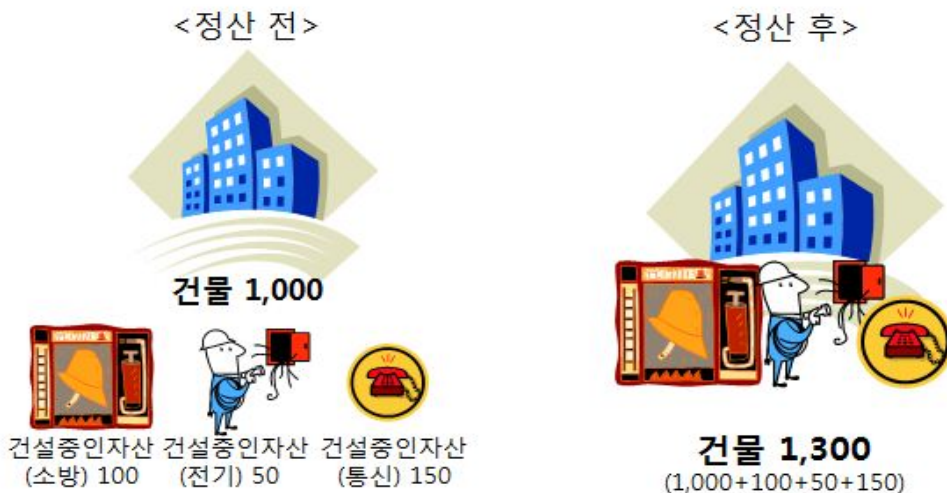 <정산 전>
<정산 후>
건물 1,000
건설중인자산
(소방) 100
건설중인자산
(전기) 50
건설중인자산
(통신) 150
건물 1,300
(1,000+100+50+150)